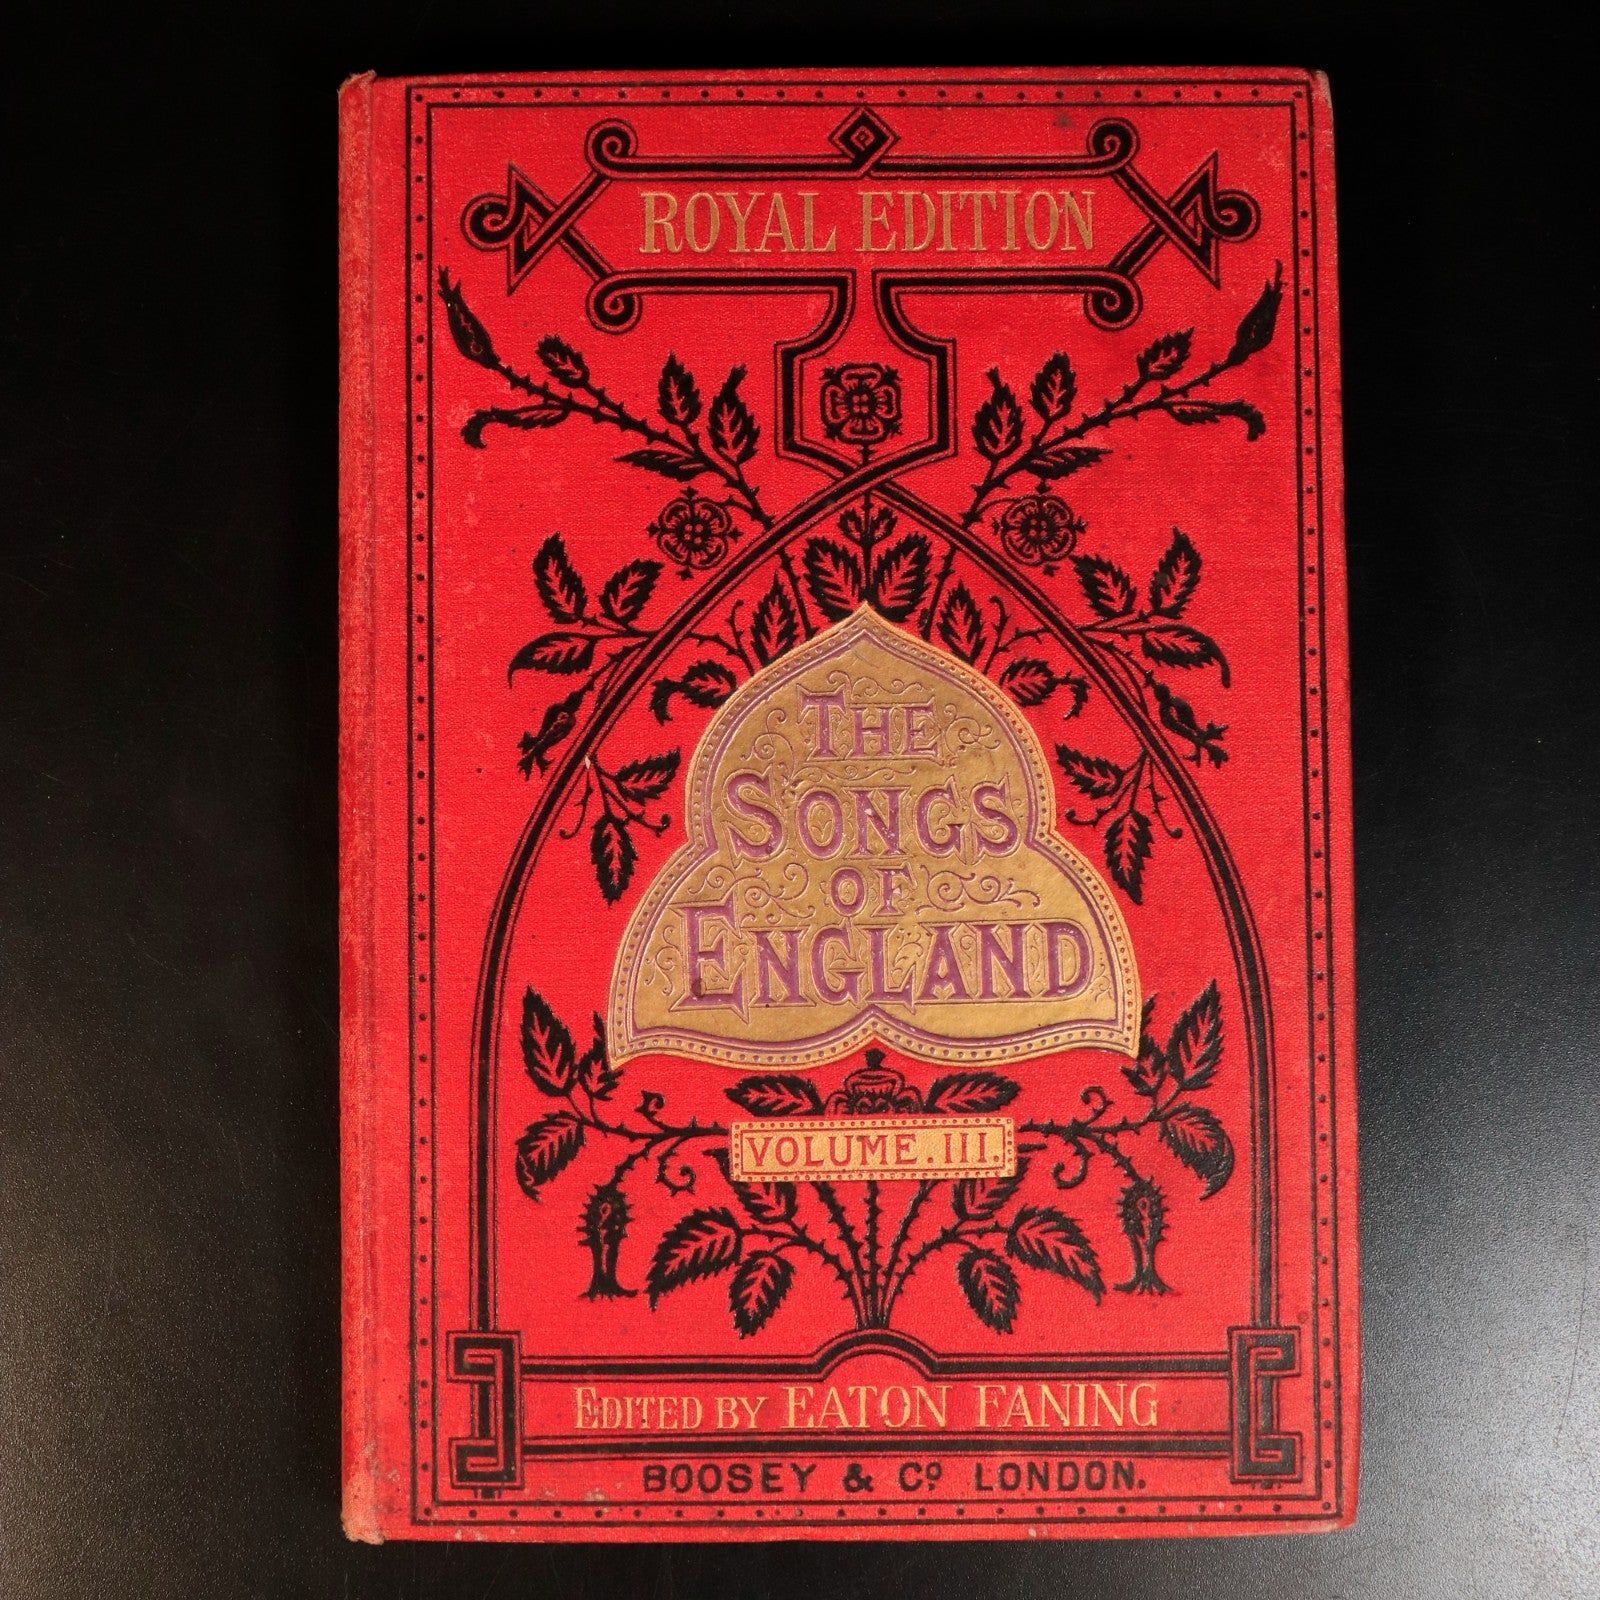 ROYAL EDITION
THE
SONGS
OF
ENGLAND
VOLUME.III.
EDITED BY EATON FANING
BOOSEY & Co LONDON.